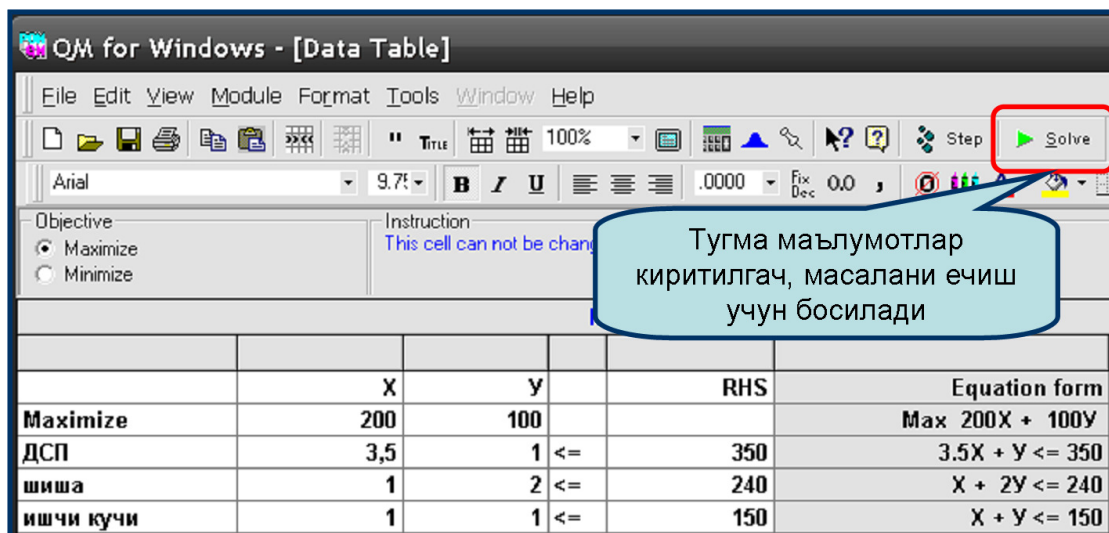 QM for Windows - [Data Table]
File Edit View Module Format Tools Window Help
TITLE 100% Step Solve
Arial 9.7 B I U .0000 Fix Dec 0.0 ,
Objective
Instruction
Maximize
This cell can not be
Minimize
Тугма маълумотлар
киритилгач, масалани ечиш
учун босилади
X У RHS Equation form
Maximize 200 100 Max 200X + 100У
ДСП 3,5 1 <= 350 3.5X + У <= 350
шиша 1 2 <= 240 X + 2У <= 240
ишчи кучи 1 1 <= 150 X + У <= 150